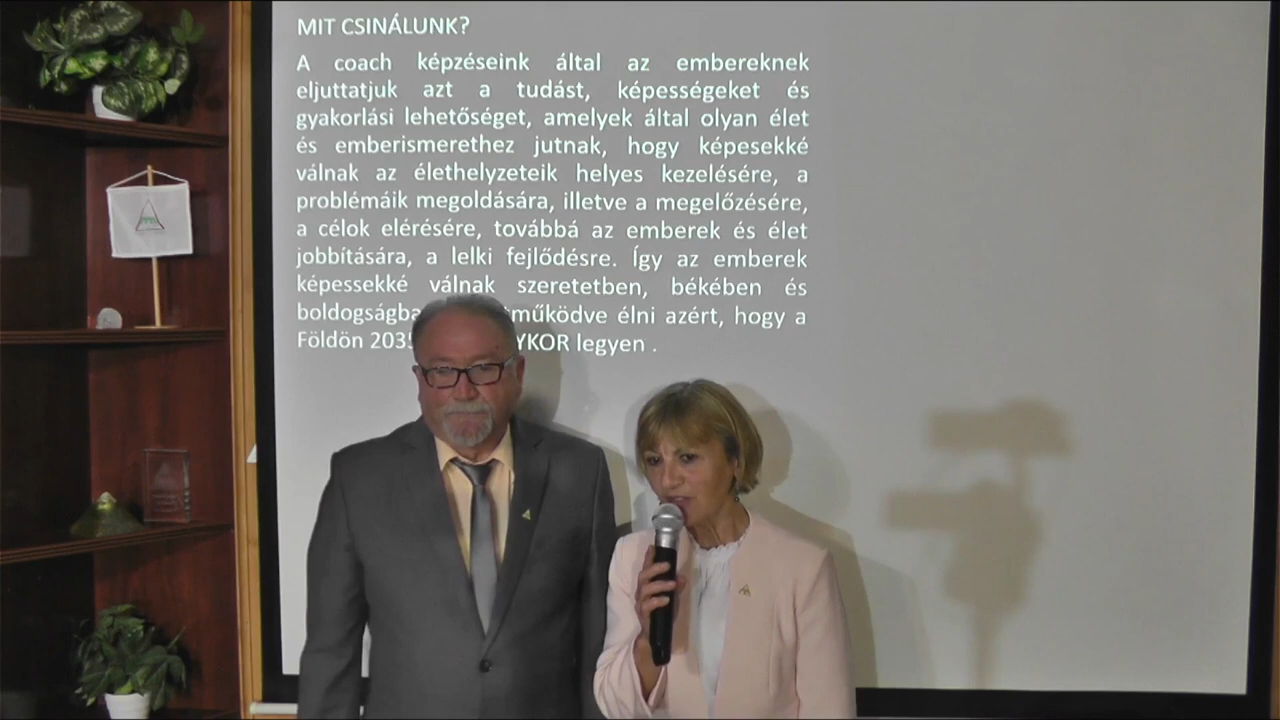 MIT CSINÁLUNK?
A coach képzéseink által az embereknek
eljuttatjuk azt a tudást, képességeket és
gyakorlási lehetőséget, amelyek által olyan élet
és emberismerethez jutnak, hogy képesekké
válnak az élethelyzeteik helyes kezelésére, a
problémáik megoldására, illetve a megelőzésére,
a célok elérésére, továbbá az emberek és élet
jobbítására, a lelki fejlődésre. Így az emberek
képessekké válnak szeretetben, békében és
élni azért, hogy a
Földön legyen .